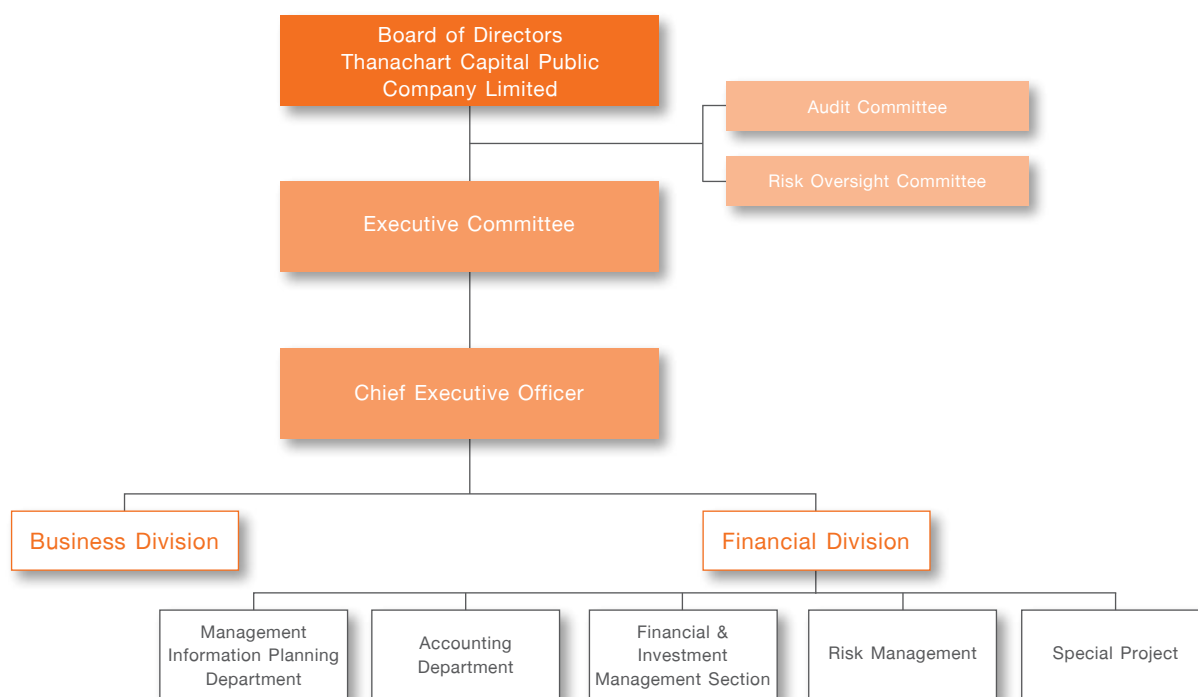 Board of Directors
Thanachart Capital Public
Company Limited
Audit Committee
Risk Oversight Committee
Executive Committee
Chief Executive Officer
Business Division
Financial Division
Management
Information Planning
Department
Accounting
Department
Financial &
Investment
Management Section
Risk Management
Special Project